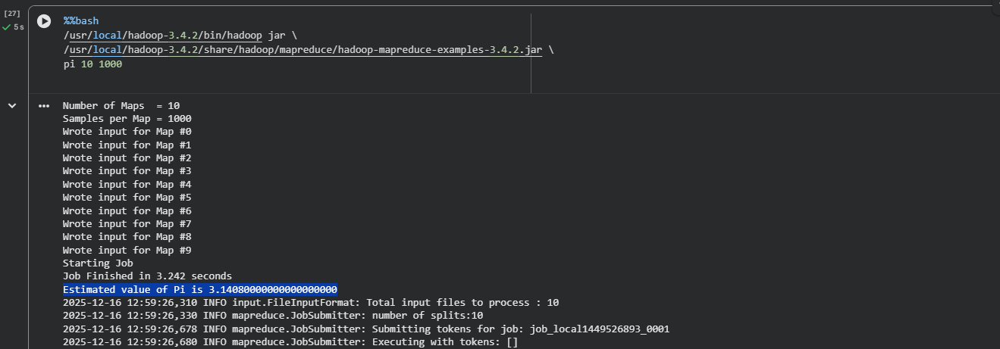 [27]
5s
%%bash
/usr/local/hadoop-3.4.2/bin/hadoop jar \
/usr/local/hadoop-3.4.2/share/hadoop/mapreduce/hadoop-mapreduce-examples-3.4.2.jar \
pi 10 1000
Number of Maps  = 10
Samples per Map = 1000
Wrote input for Map #0
Wrote input for Map #1
Wrote input for Map #2
Wrote input for Map #3
Wrote input for Map #4
Wrote input for Map #5
Wrote input for Map #6
Wrote input for Map #7
Wrote input for Map #8
Wrote input for Map #9
Starting Job
Job Finished in 3.242 seconds
Estimated value of Pi is 3.14080000000000000000
2025-12-16 12:59:26,310 INFO input.FileInputFormat: Total input files to process : 10
2025-12-16 12:59:26,330 INFO mapreduce.JobSubmitter: number of splits:10
2025-12-16 12:59:26,678 INFO mapreduce.JobSubmitter: Submitting tokens for job: job_local1449526893_0001
2025-12-16 12:59:26,680 INFO mapreduce.JobSubmitter: Executing with tokens: []